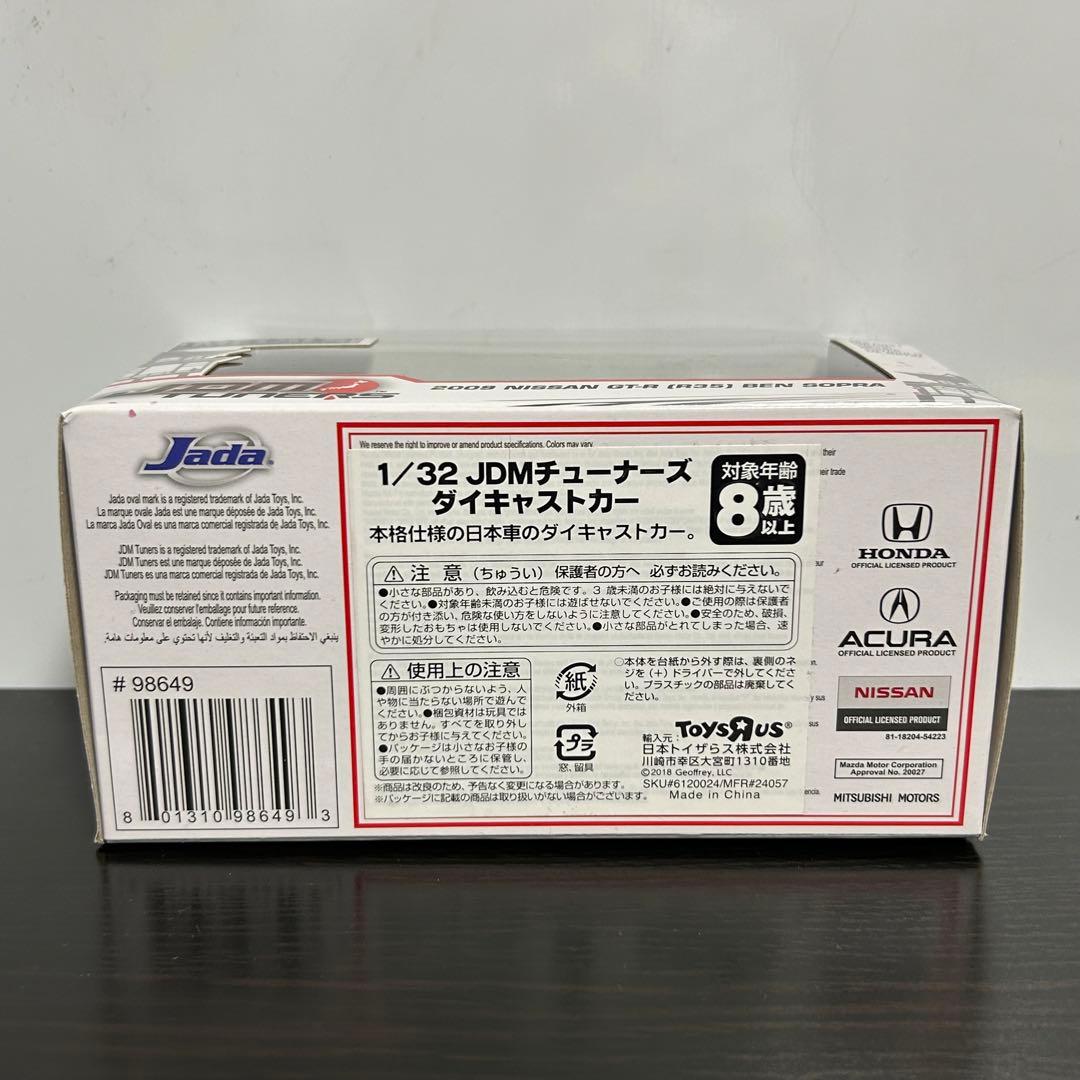 TUNERS
2009 NISSAN GT-R (R35) BEN SOPRA
Jada
Jada oval mark is a registered trademark of Jada Toys, Inc.
La marque ovale Jada est une marque déposée de Jada Toys, Inc.
La marca Jada Oval es una marca comercial registrada de Jada Toys, Inc.
JDM Tuners is a registered trademark of Jada Toys, Inc.
JDM Tuners est une marque déposée de Jada Toys, Inc.
JDM Tuners es una marca comercial registrada de Jada Toys, Inc.
Packaging must be retained since it contains important information.
Veuillez conserver l'emballage pour future reference.
Conserva el embalaje. Contiene información importante.
ينبغي الاحتفاظ بمواد التعبئة والتغليف لأنها تحتوي على معلومات هامة.
# 98649
8 01310 98649 3
We reserve the right to improve or amend product specifications. Colors may vary.
their
eir trade
1/32 JDMチューナーズ
ダイキャストカー
対象年齢
8歳以上
本格仕様の日本車のダイキャストカー。
注 意 (ちゅうい) 保護者の方へ 必ずお読みください。
●小さな部品があり、飲み込むと危険です。3 歳未満のお子様には絶対に与えないで
ください。●対象年齢未満のお子様には遊ばせないでください。●ご使用の際は保護者
の方が付き添い、危険な使い方をしないように注意してください。●安全のため、破損、
変形したおもちゃは使用しないでください。●小さな部品がとれてしまった場合、速
やかに処分してください。
使用上の注意
●周囲にぶつからないよう、人
や物に当たらない場所で遊んで
ください。●梱包資材は玩具では
ありません。すべてを取り外し
てからお子様に与えてください。
●パッケージは小さなお子様の
手の届かないところに保管し、
必要に応じて参照してください。
紙
外箱
プラ
窓、留具
○本体を台紙から外す際は、裏側のネ
ジを(+)ドライバーで外してくださ
い。プラスチックの部品は廃棄してく
ださい。
ToysЯus®
輸入元:
日本トイザらス株式会社
川崎市幸区大宮町1310番地
©2018 Geoffrey, LLC
SKU#6120024/MFR#24057
Made in China
※商品は改良のため、予告なく変更になる場合があります。
※パッケージに記載の商品は取り扱いがない場合がございます。
HONDA
OFFICIAL LICENSED PRODUCT
ACURA
OFFICIAL LICENSED PRODUCT
NISSAN
OFFICIAL LICENSED PRODUCT
81-18204-54223
Mazda Motor Corporation
Approval No. 20027
MITSUBISHI MOTORS